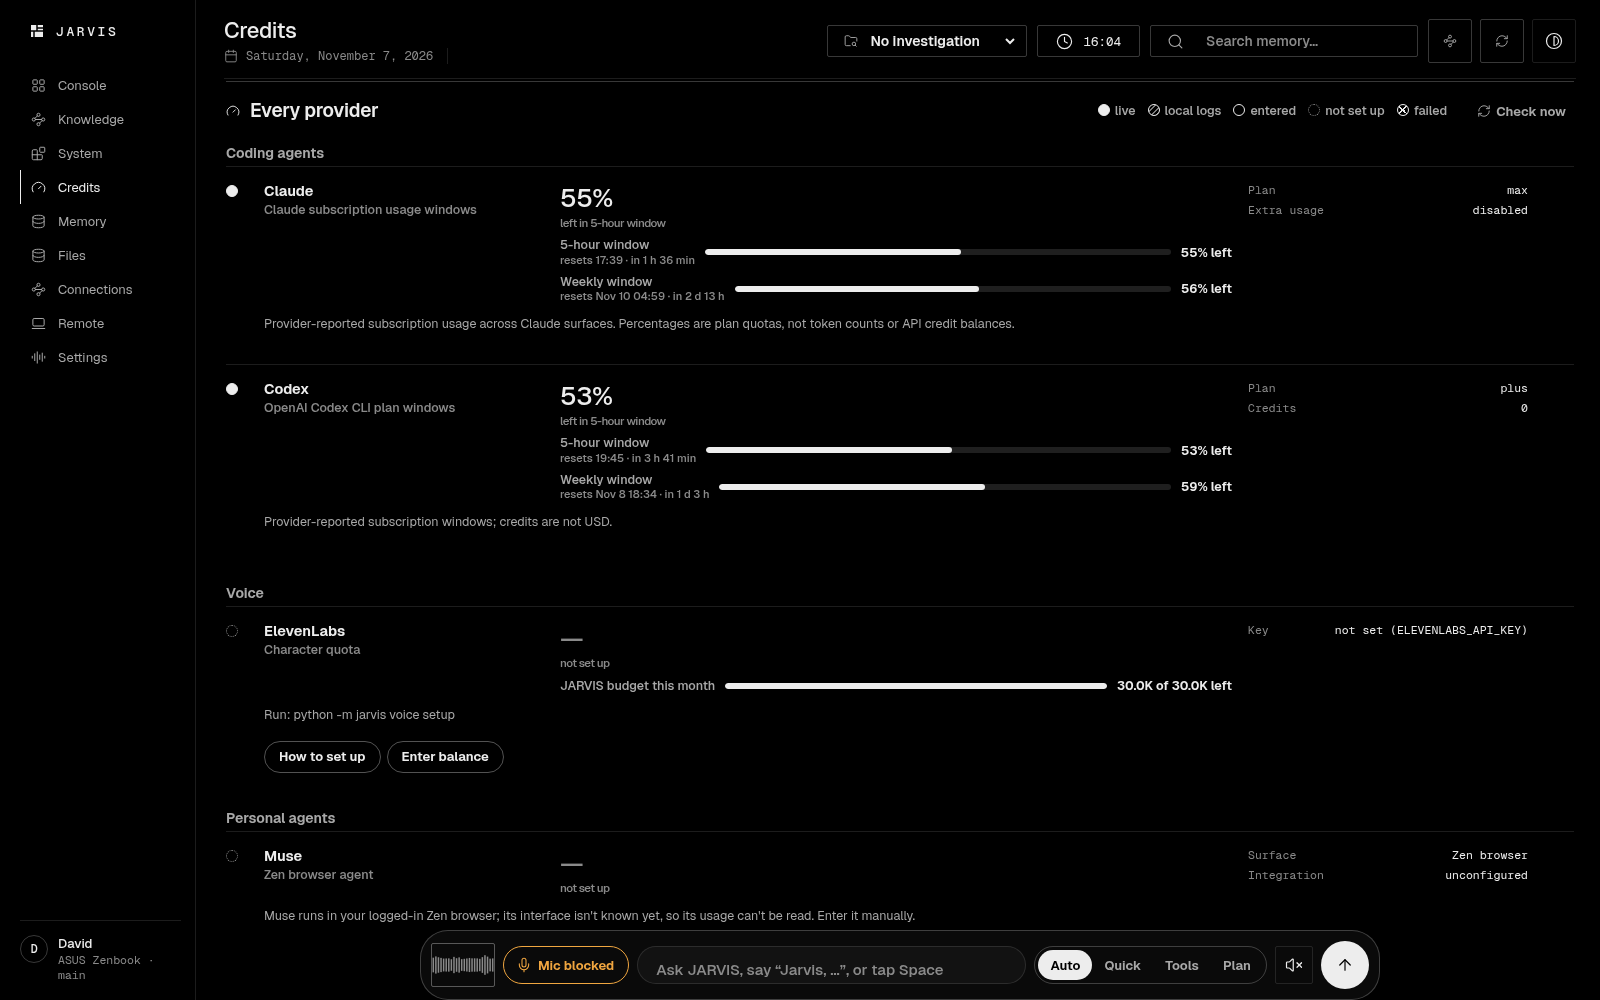 JARVIS
Console
Knowledge
System
Credits
Memory
Files
Connections
Remote
Settings
D
David
ASUS Zenbook ·
main
Credits
Saturday, November 7, 2026
No investigation
16:04
Search memory…
Every provider
live
local logs
entered
not set up
failed
Check now
Coding agents
Claude
Claude subscription usage windows
55%
left in 5-hour window
5-hour window
resets 17:39 · in 1 h 36 min
55% left
Weekly window
resets Nov 10 04:59 · in 2 d 13 h
56% left
Plan max
Extra usage disabled
Provider-reported subscription usage across Claude surfaces. Percentages are plan quotas, not token counts or API credit balances.
Codex
OpenAI Codex CLI plan windows
53%
left in 5-hour window
5-hour window
resets 19:45 · in 3 h 41 min
53% left
Weekly window
resets Nov 8 18:34 · in 1 d 3 h
59% left
Plan plus
Credits 0
Provider-reported subscription windows; credits are not USD.
Voice
ElevenLabs
Character quota
—
not set up
JARVIS budget this month
30.0K of 30.0K left
Key not set (ELEVENLABS_API_KEY)
Run: python -m jarvis voice setup
How to set up
Enter balance
Personal agents
Muse
Zen browser agent
—
not set up
Surface Zen browser
Integration unconfigured
Muse runs in your logged-in Zen browser; its interface isn't known yet, so its usage can't be read. Enter it manually.
Mic blocked
Ask JARVIS, say “Jarvis, …”, or tap Space
Auto
Quick
Tools
Plan